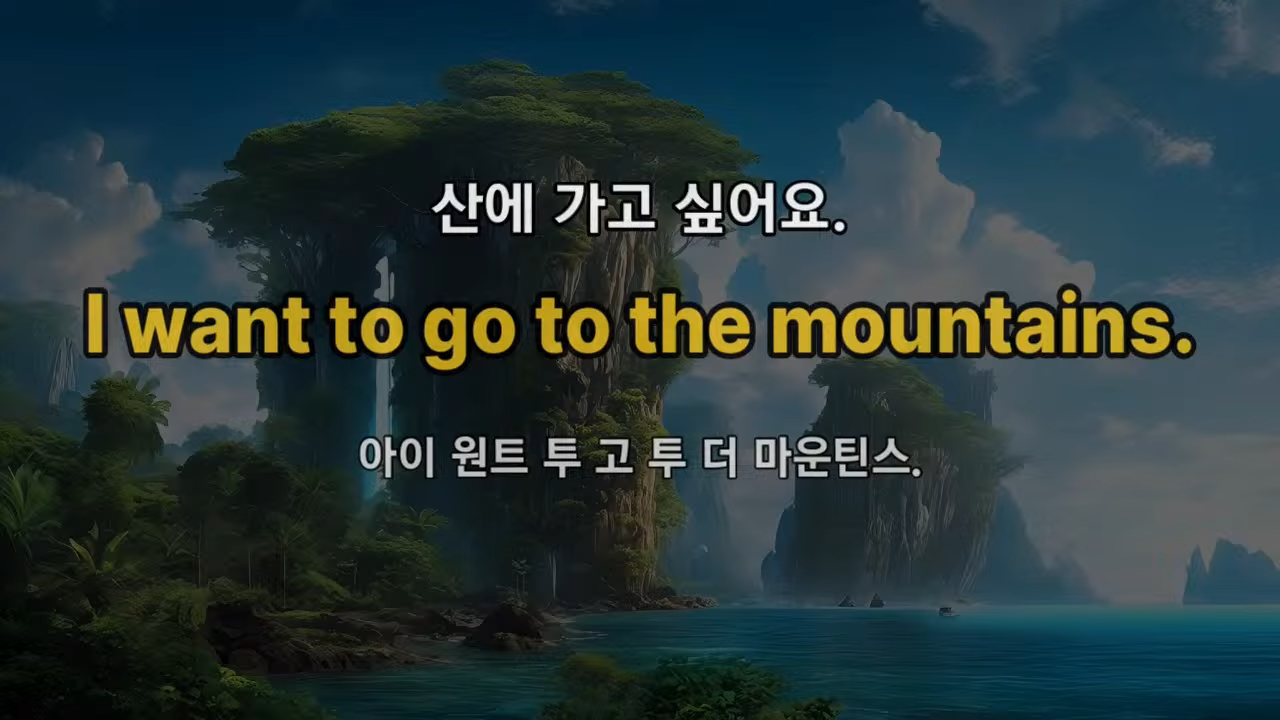 산에 가고 싶어요.
I want to go to the mountains.
아이 원트 투 고 투 더 마운틴스.